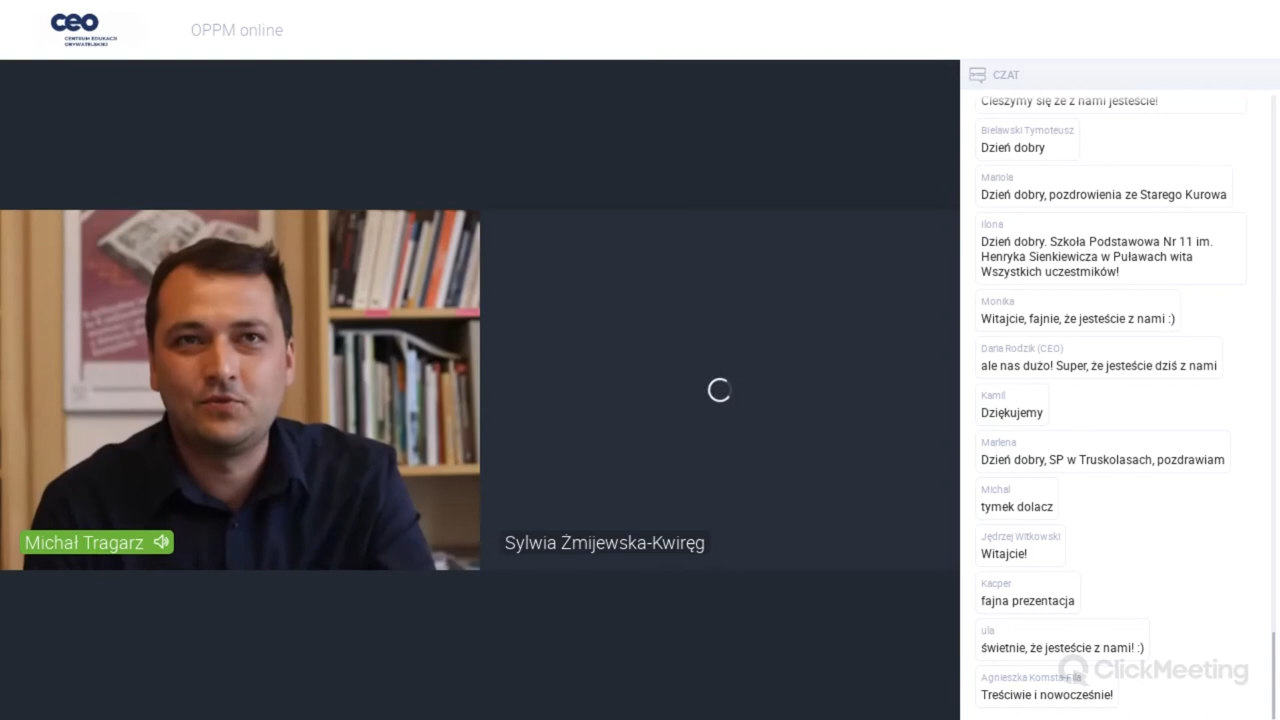 ceo
CENTRUM EDUKACJI
OBYWATELSKIEJ
OPPM online
CZAT
Cieszymy się że z nami jesteście!
Bielawski Tymoteusz
Dzień dobry
Mariola
Dzień dobry, pozdrowienia ze Starego Kurowa
Ilona
Dzień dobry. Szkoła Podstawowa Nr 11 im.
Henryka Sienkiewicza w Puławach wita
Wszystkich uczestmików!
Monika
Witajcie, fajnie, że jesteście z nami :)
Daria Rodzik (CEO)
ale nas dużo! Super, że jesteście dziś z nami
Kamil
Dziękujemy
Marlena
Dzień dobry, SP w Truskolasach, pozdrawiam
Michal
tymek dolacz
Jędrzej Witkowski
Witajcie!
Kacper
fajna prezentacja
ula
świetnie, że jesteście z nami! :)
Agnieszka Komsta-Fila
Treściwie i nowocześnie!
ClickMeeting
Michał Tragarz
Sylwia Żmijewska-Kwiręg